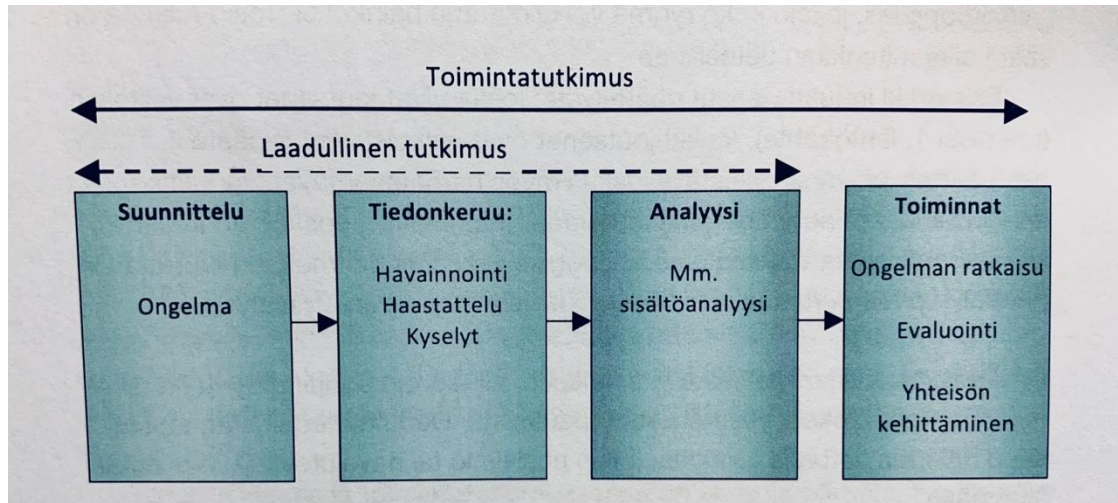 Toimintatutkimus
Laadullinen tutkimus
Suunnittelu
Ongelma
Tiedonkeruu:
Havainnointi
Haastattelu
Kyselyt
Analyysi
Mm.
sisältöanalyysi
Toiminnat
Ongelman ratkaisu
Evaluointi
Yhteisön
kehittäminen